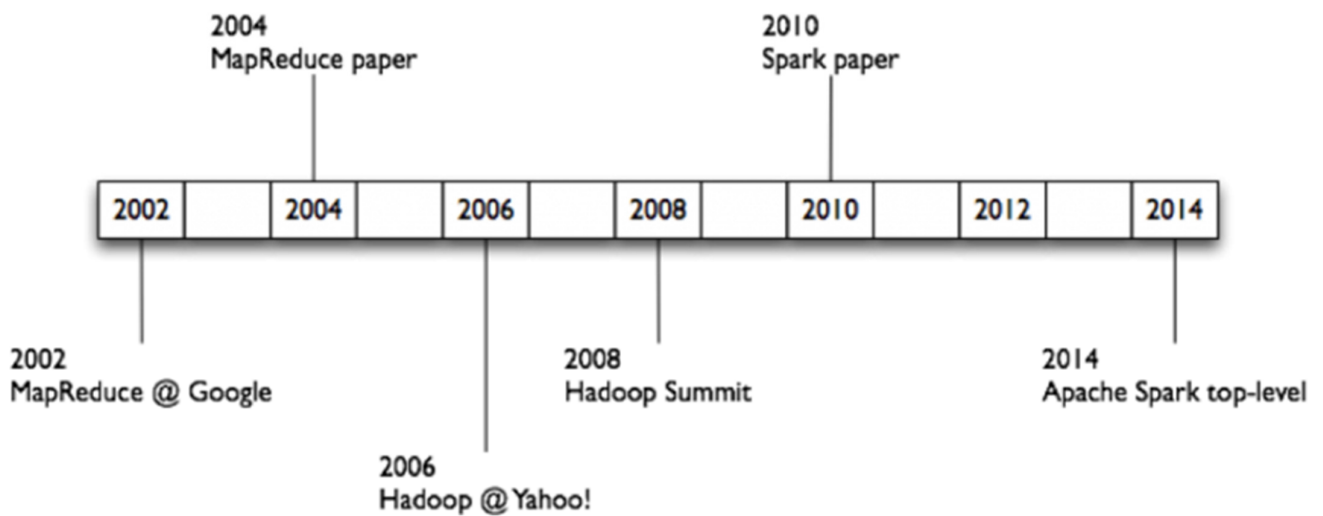 2004
MapReduce paper
2010
Spark paper
2002
2004
2006
2008
2010
2012
2014
2002
MapReduce @ Google
2008
Hadoop Summit
2014
Apache Spark top-level
2006
Hadoop @ Yahoo!